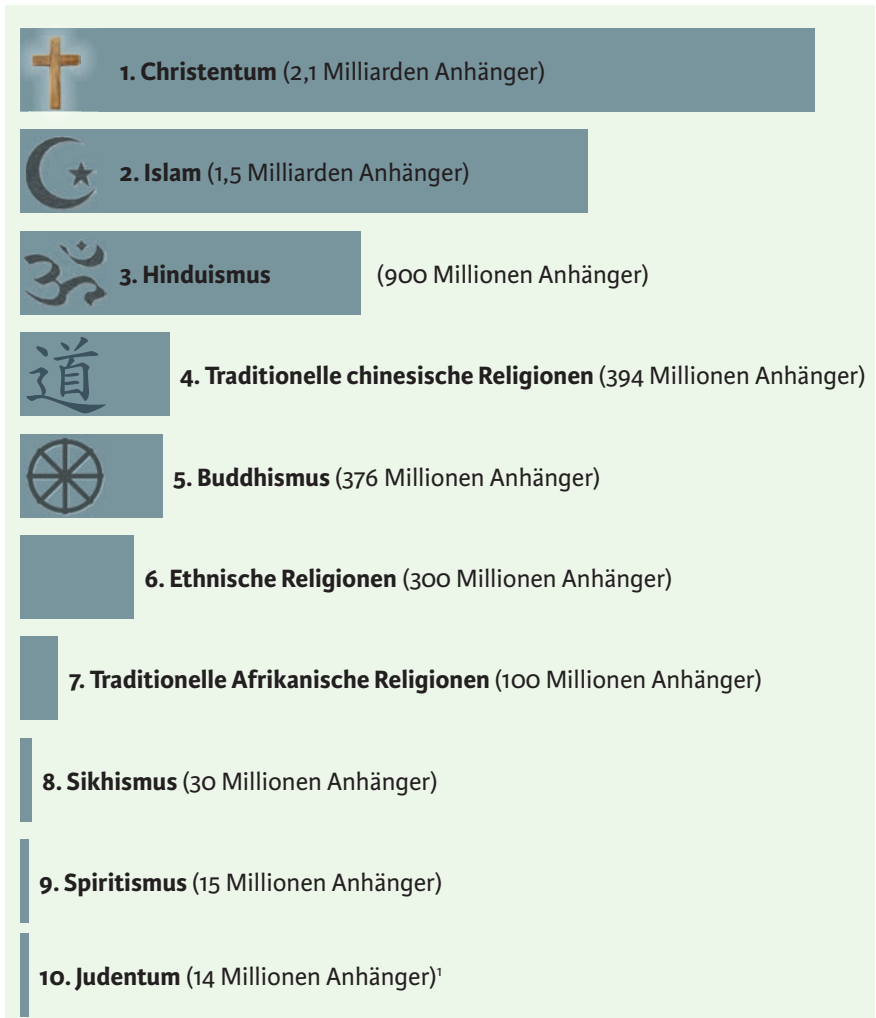 1. Christentum (2,1 Milliarden Anhänger)
2. Islam (1,5 Milliarden Anhänger)
3. Hinduismus (900 Millionen Anhänger)
道 4. Traditionelle chinesische Religionen (394 Millionen Anhänger)
5. Buddhismus (376 Millionen Anhänger)
6. Ethnische Religionen (300 Millionen Anhänger)
7. Traditionelle Afrikanische Religionen (100 Millionen Anhänger)
8. Sikhismus (30 Millionen Anhänger)
9. Spiritismus (15 Millionen Anhänger)
10. Judentum (14 Millionen Anhänger)¹